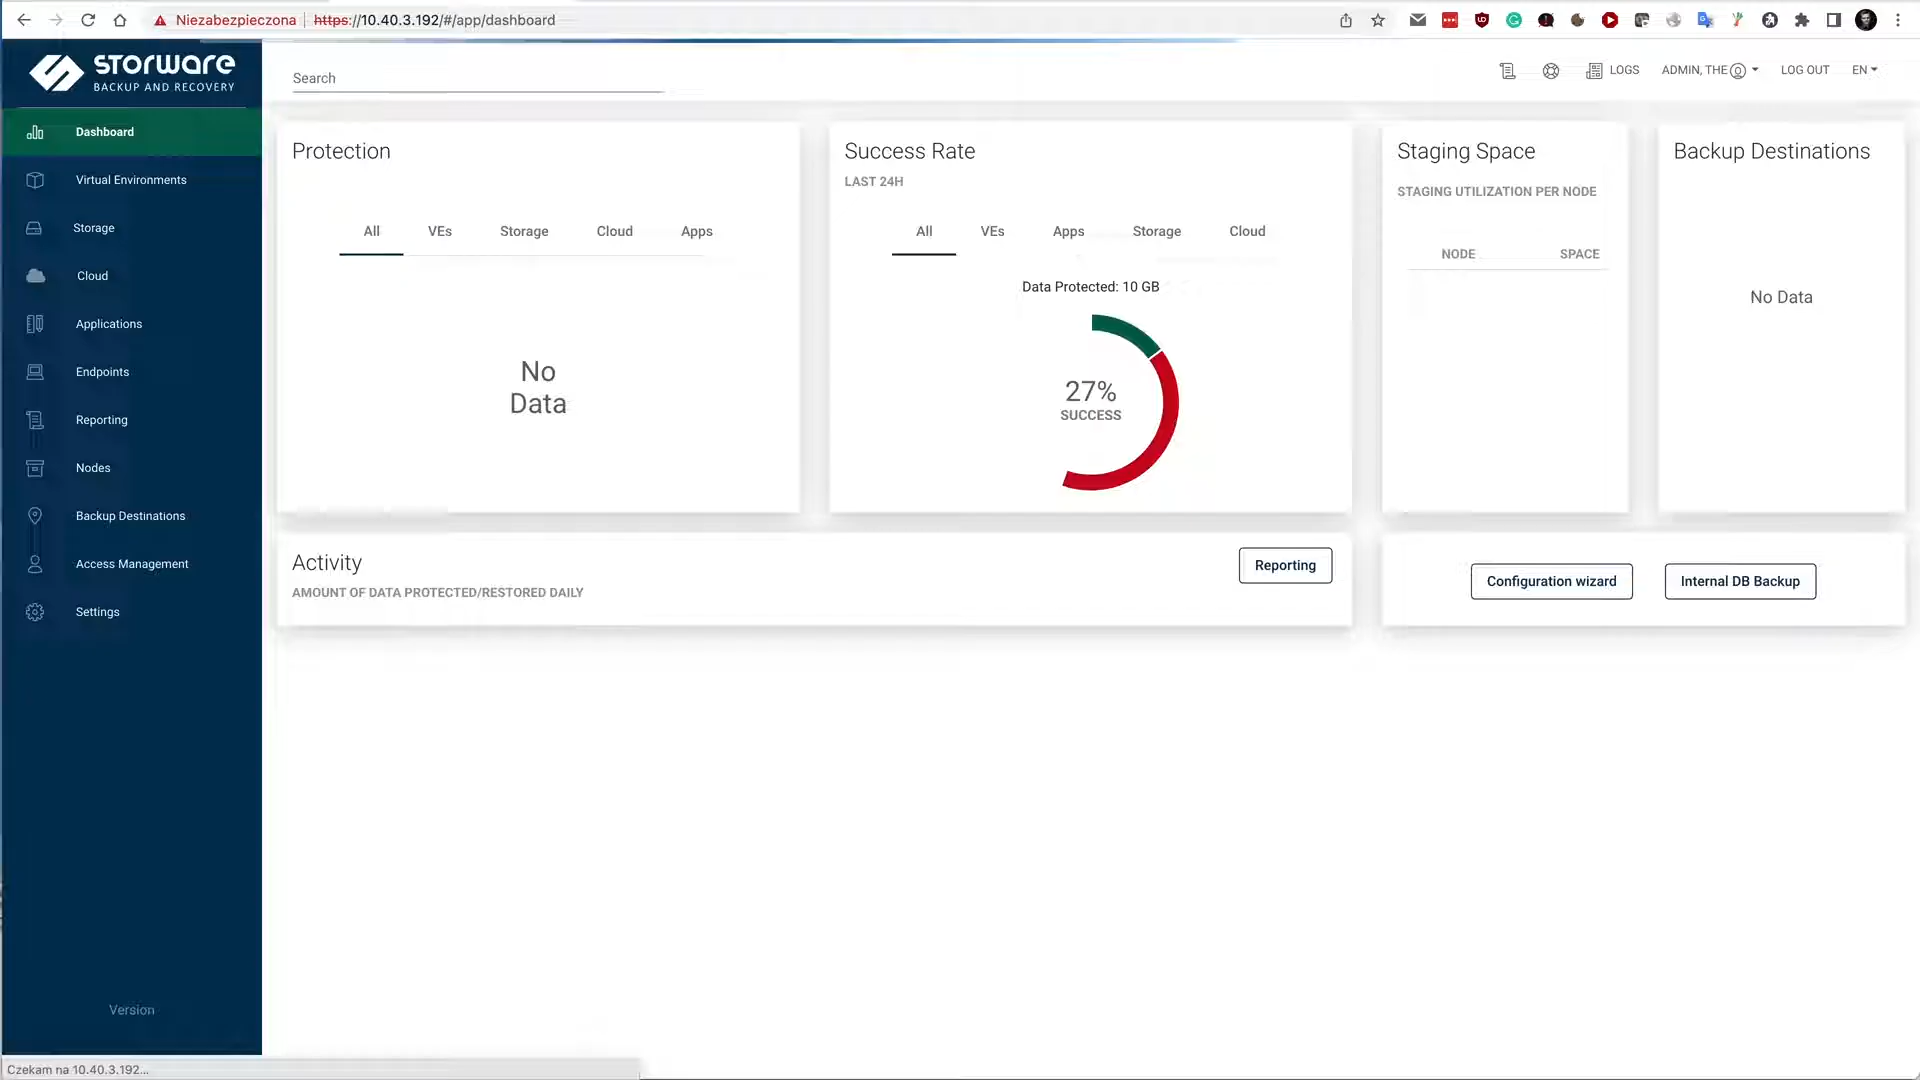 Niezabezpieczona https://10.40.3.192/#/app/dashboard
STORWARE
BACKUP AND RECOVERY
Search
LOGS
ADMIN, THE
LOG OUT
EN
Dashboard
Virtual Environments
Storage
Cloud
Applications
Endpoints
Reporting
Nodes
Backup Destinations
Access Management
Settings
Version
Protection
All VEs Storage Cloud Apps
No
Data
Success Rate
LAST 24H
All VEs Apps Storage Cloud
Data Protected: 10 GB
27%
SUCCESS
Staging Space
STAGING UTILIZATION PER NODE
NODE SPACE
Backup Destinations
No Data
Activity
AMOUNT OF DATA PROTECTED/RESTORED DAILY
Reporting
Configuration wizard
Internal DB Backup
Czekam na 10.40.3.192...